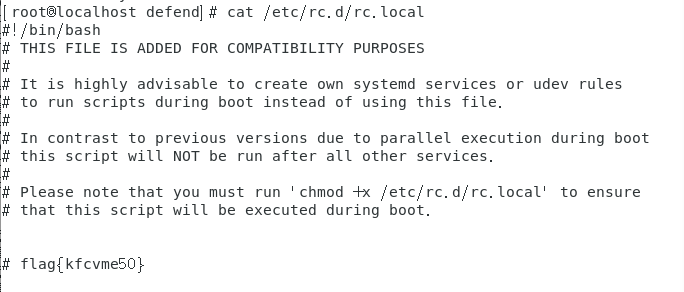 [root@localhost defend]# cat /etc/rc.d/rc.local
#!/bin/bash
# THIS FILE IS ADDED FOR COMPATIBILITY PURPOSES
#
# It is highly advisable to create own systemd services or udev rules
# to run scripts during boot instead of using this file.
#
# In contrast to previous versions due to parallel execution during boot
# this script will NOT be run after all other services.
#
# Please note that you must run 'chmod +x /etc/rc.d/rc.local' to ensure
# that this script will be executed during boot.
# flag{kfcvme50}